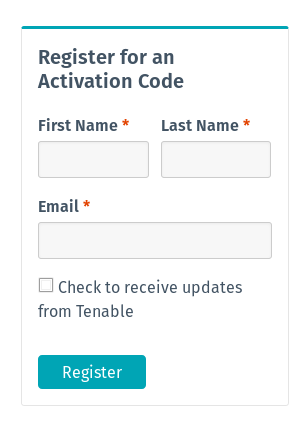 Register for an
Activation Code
First Name * Last Name *
Email *
Check to receive updates
from Tenable
Register